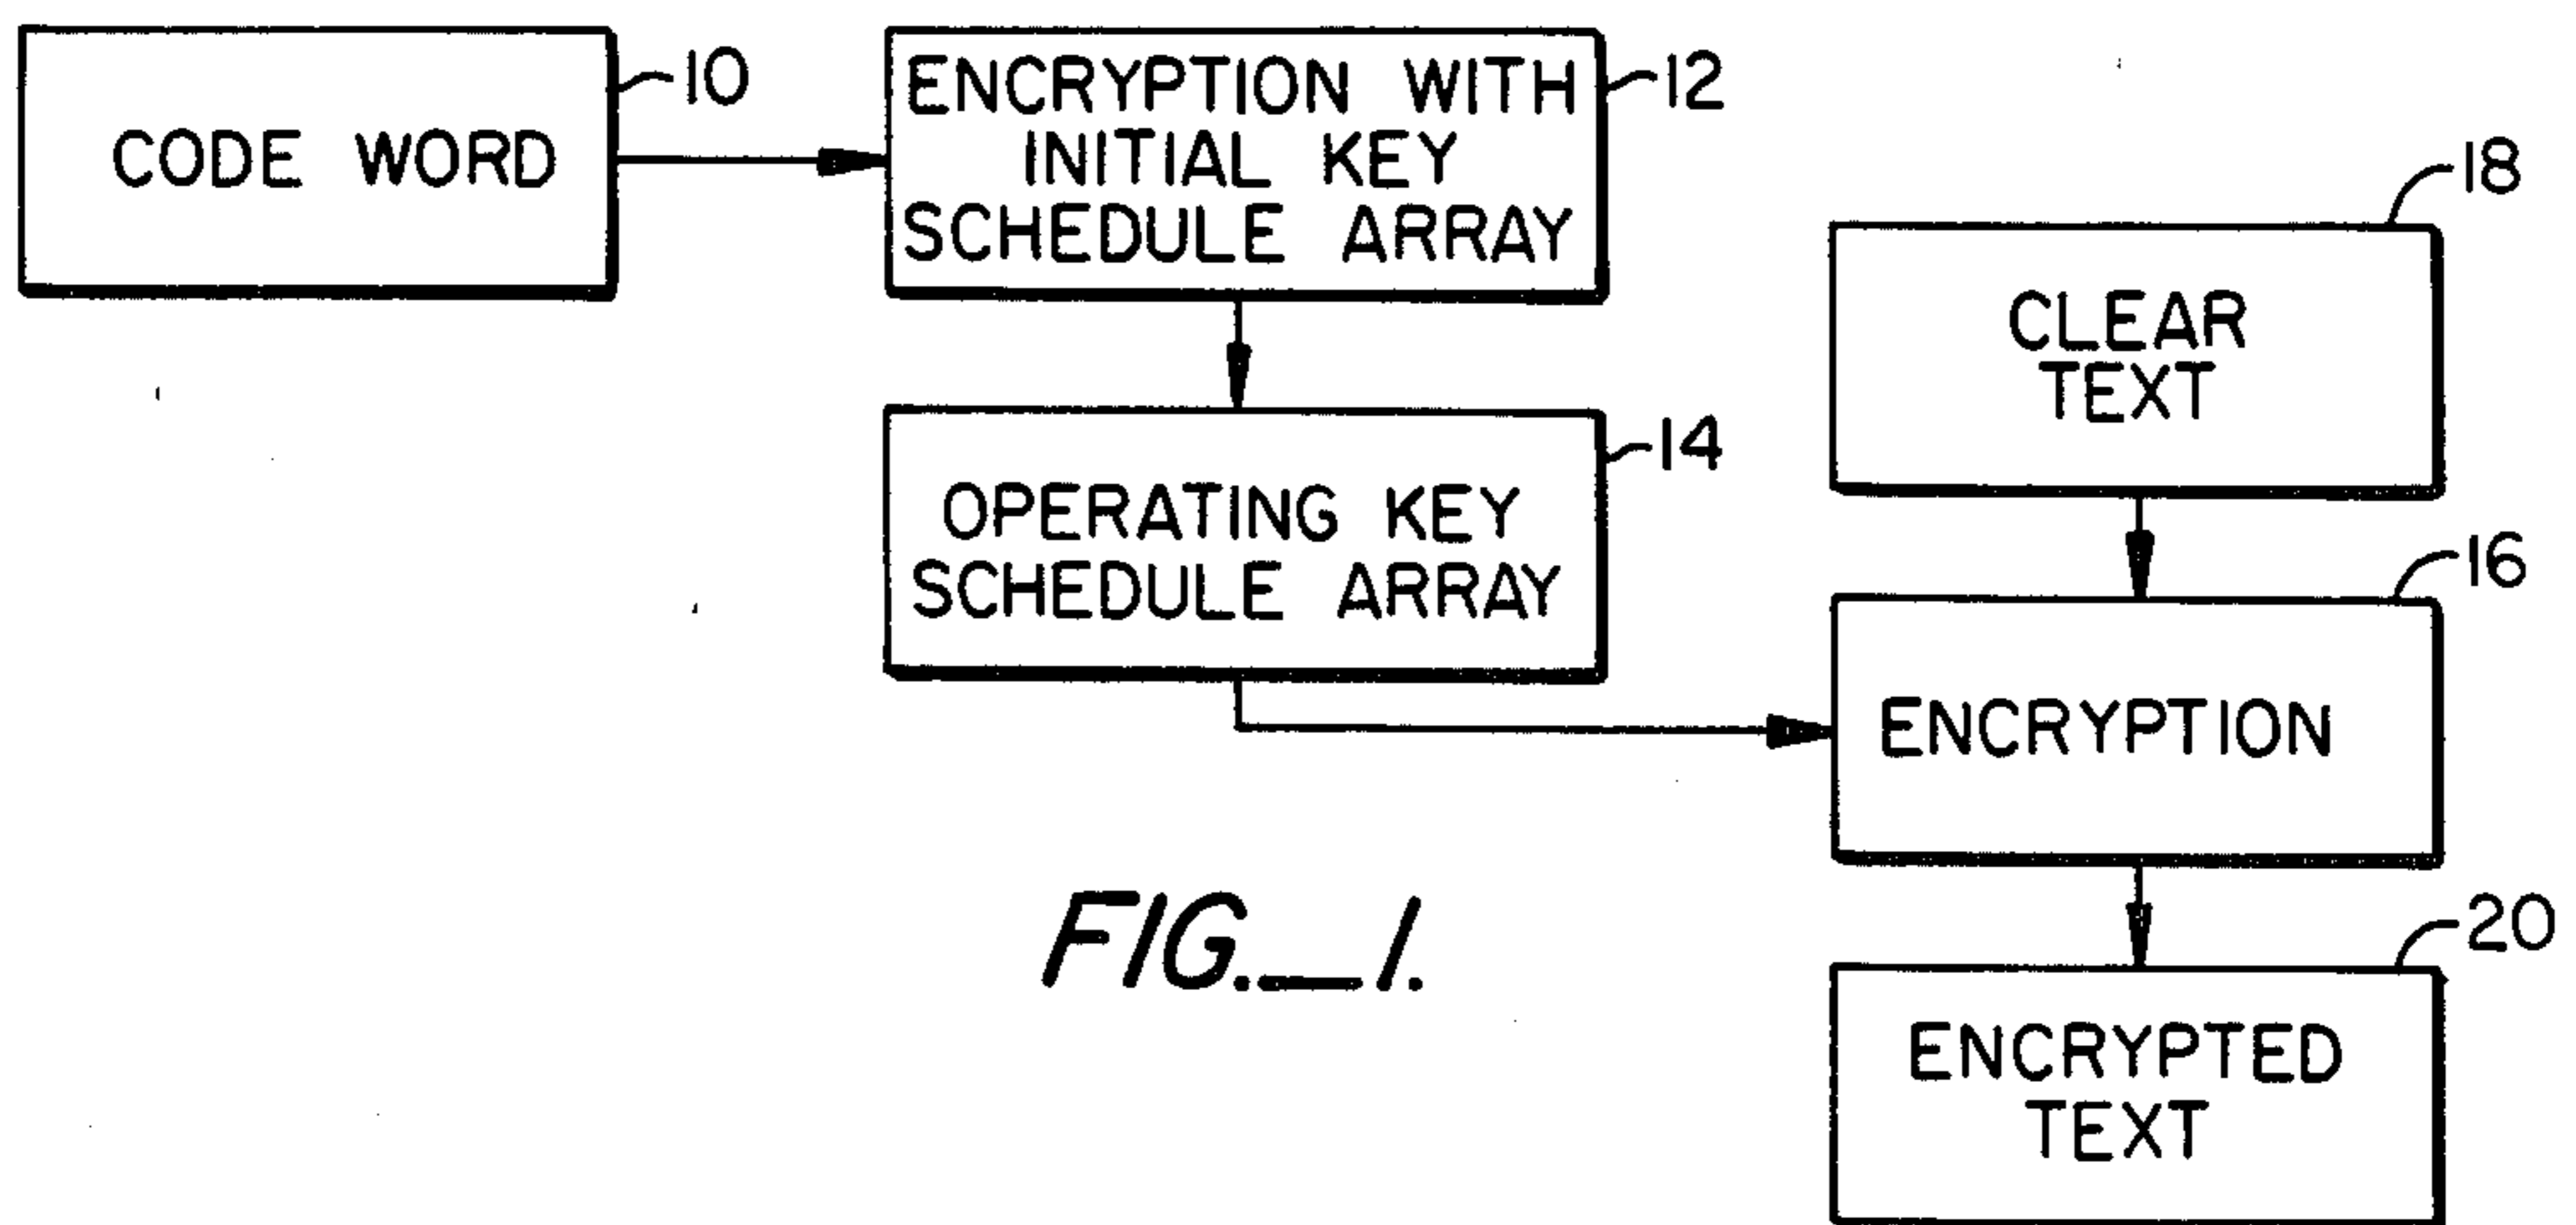 CODE WORD
10
ENCRYPTION WITH
INITIAL KEY
SCHEDULE ARRAY
12
OPERATING KEY
SCHEDULE ARRAY
14
CLEAR
TEXT
18
ENCRYPTION
16
ENCRYPTED
TEXT
20
FIG._1.